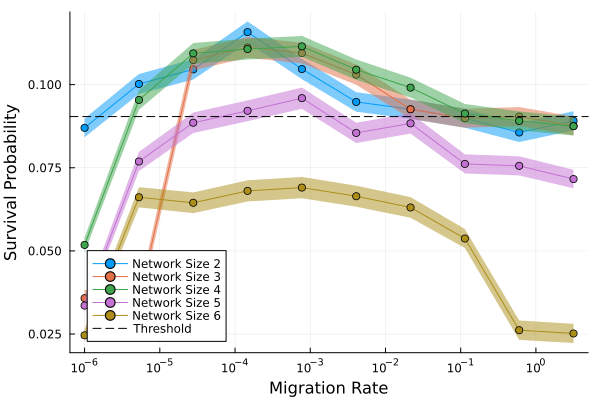 Survival Probability
0.100
0.075
0.050
0.025
Network Size 2
Network Size 3
Network Size 4
Network Size 5
Network Size 6
Threshold
10⁻⁶ 10⁻⁵ 10⁻⁴ 10⁻³ 10⁻² 10⁻¹ 10⁰
Migration Rate